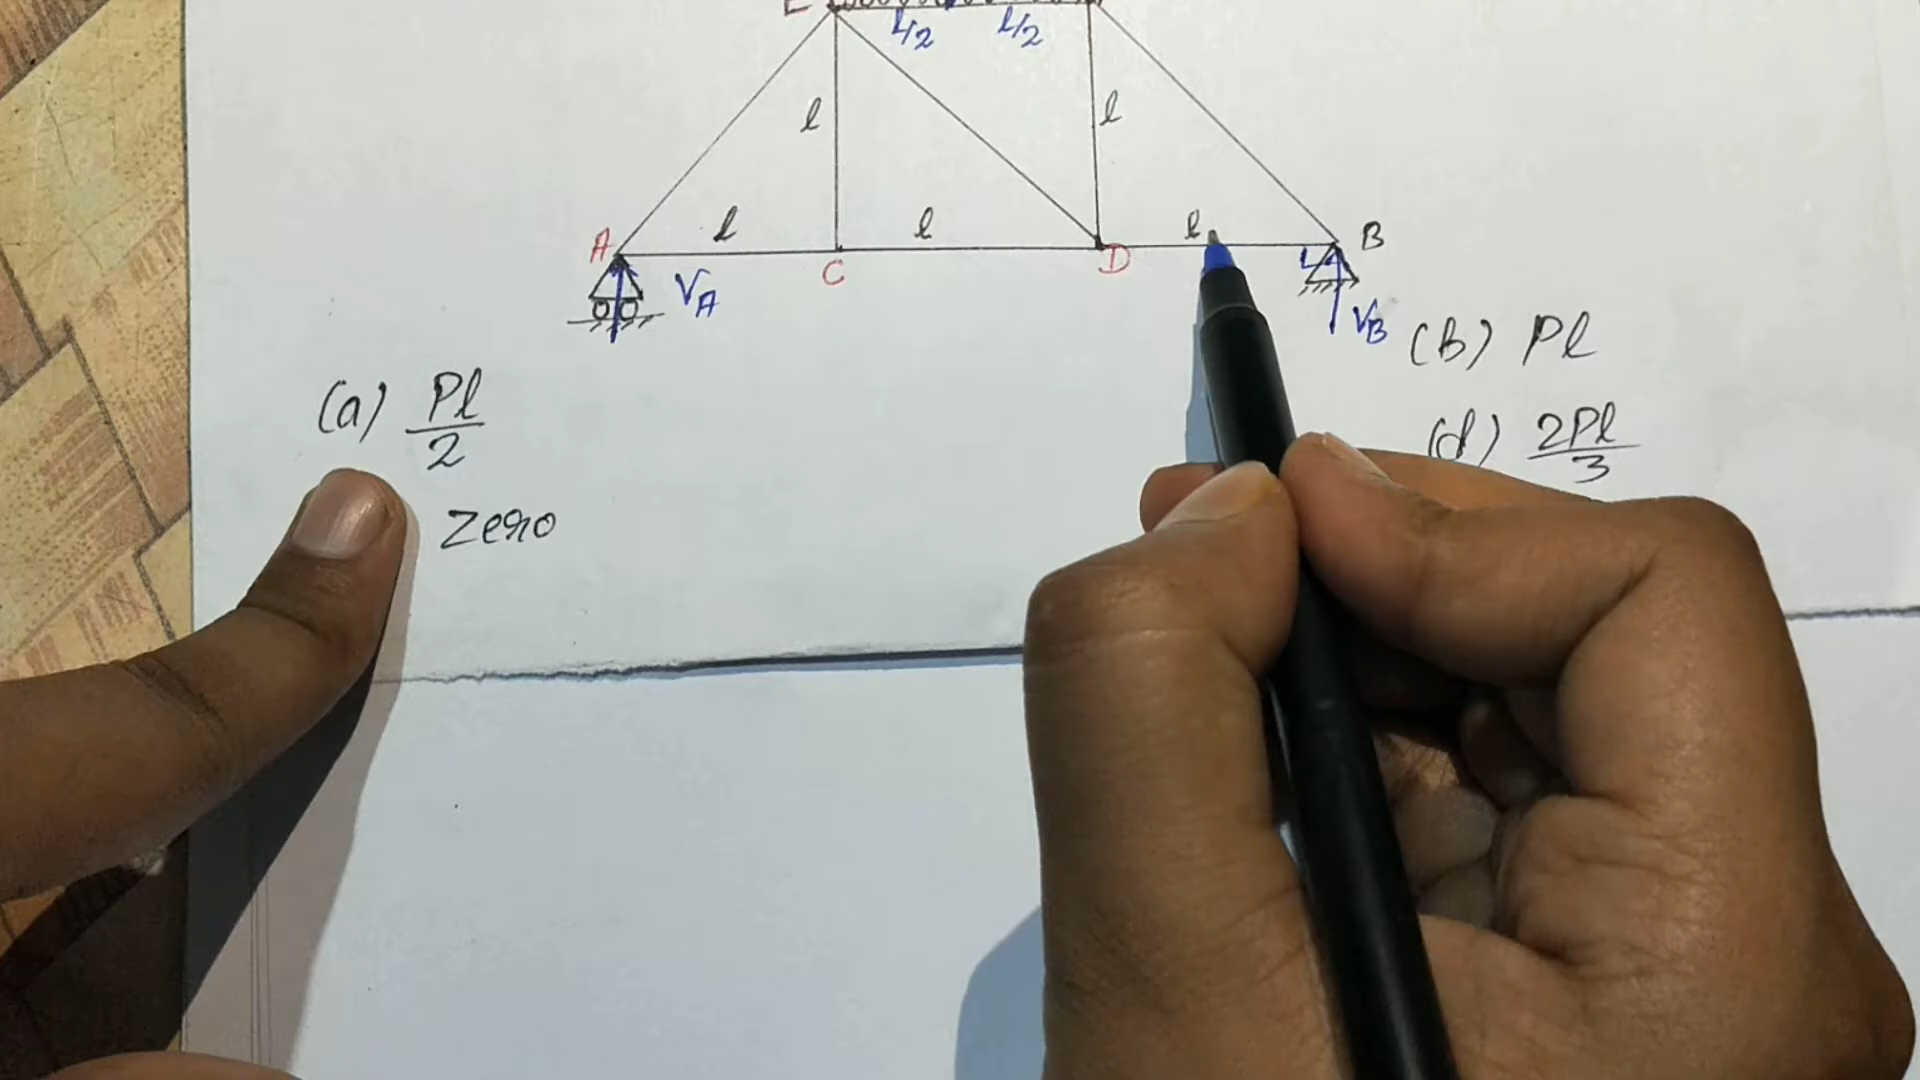 E
L/2 L/2
l l
l l l
A C D B
VA VB
(a) Pl/2
(b) Pl
(d) 2Pl/3
Zero